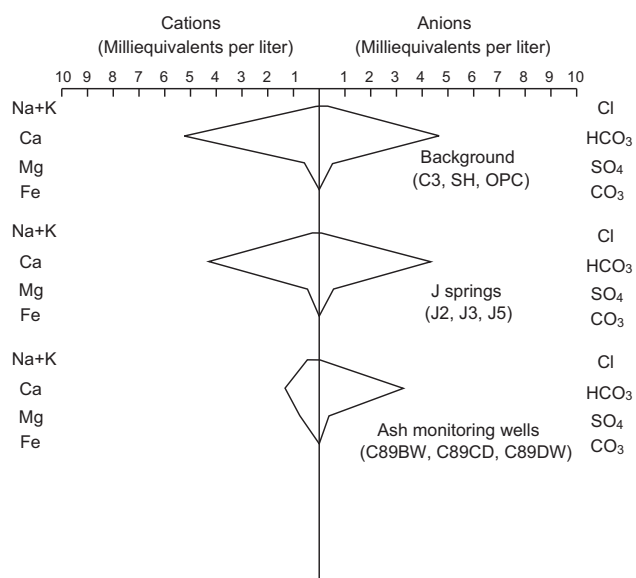 Cations Anions
(Milliequivalents per liter) (Milliequivalents per liter)
10 9 8 7 6 5 4 3 2 1 1 2 3 4 5 6 7 8 9 10
Na+K Cl
Ca HCO₃
Mg SO₄
Fe CO₃
Background
(C3, SH, OPC)
Na+K Cl
Ca HCO₃
Mg SO₄
Fe CO₃
J springs
(J2, J3, J5)
Na+K Cl
Ca HCO₃
Mg SO₄
Fe CO₃
Ash monitoring wells
(C89BW, C89CD, C89DW)